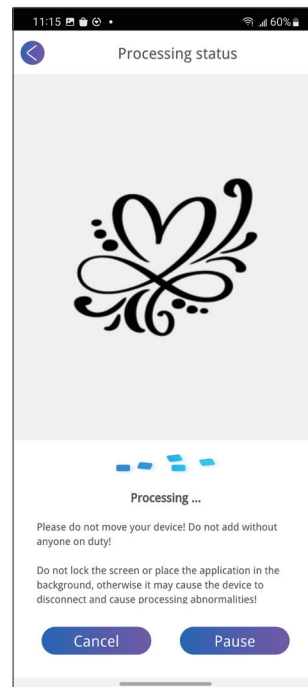 11:15
60%
Processing status
Processing ...
Please do not move your device! Do not add without
anyone on duty!
Do not lock the screen or place the application in the
background, otherwise it may cause the device to
disconnect and cause processing abnormalities!
Cancel
Pause